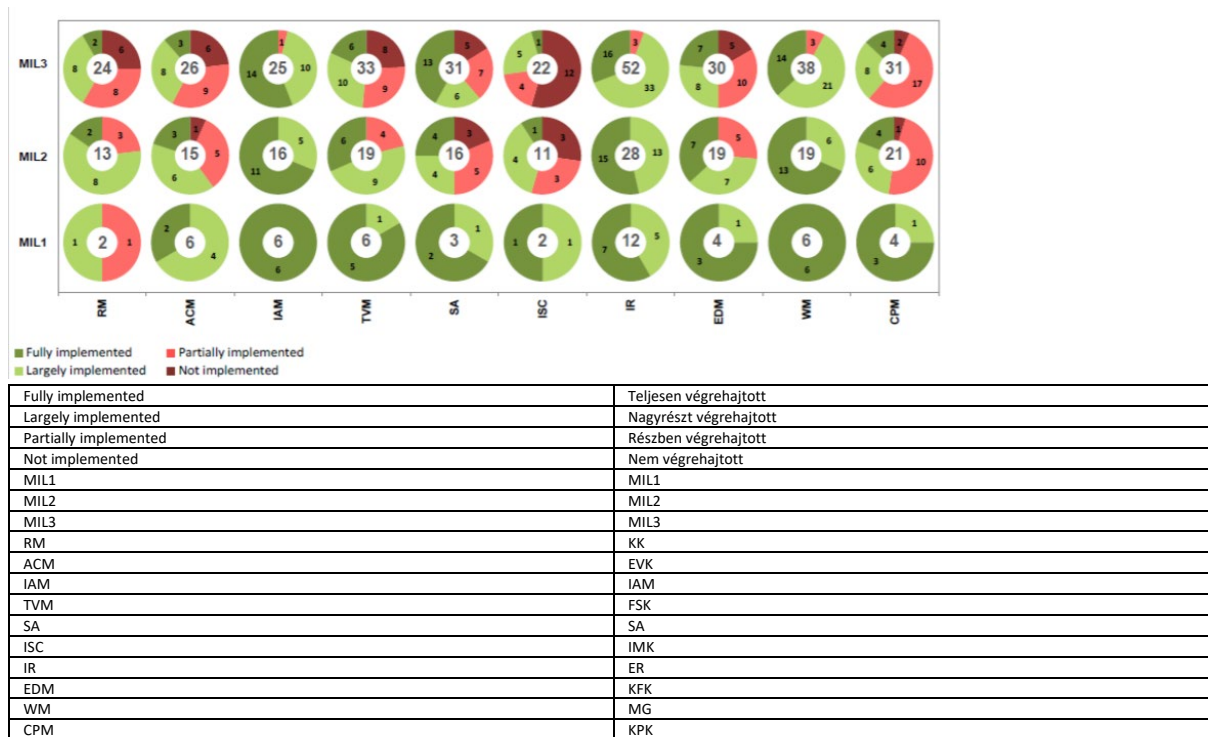 2 6 3 6 1 6 8 5 1 3 7 5 3 4 2
MIL3 8 24 8 26 25 10 33 13 31 7 5 22 16 52 30 14 38 8 31
8 9 14 10 9 6 4 12 33 8 10 21 17
2 3 3 1 5 6 4 4 3 1 3 7 5 6 4 1
MIL2 13 15 5 16 19 16 4 11 15 28 13 19 19 21 10
8 6 11 9 4 5 3 7 13 6
2 1 1 1 1
MIL1 1 2 1 6 6 6 3 1 2 1 12 5 4 6 4
4 6 5 2 7 3 6 3
RM ACM IAM TVM SA ISC IR EDM WM CPM
Fully implemented Partially implemented
Largely implemented Not implemented
Fully implemented Teljesen végrehajtott
Largely implemented Nagyrészt végrehajtott
Partially implemented Részben végrehajtott
Not implemented Nem végrehajtott
MIL1 MIL1
MIL2 MIL2
MIL3 MIL3
RM KK
ACM EVK
IAM IAM
TVM FSK
SA SA
ISC IMK
IR ER
EDM KFK
WM MG
CPM KPK